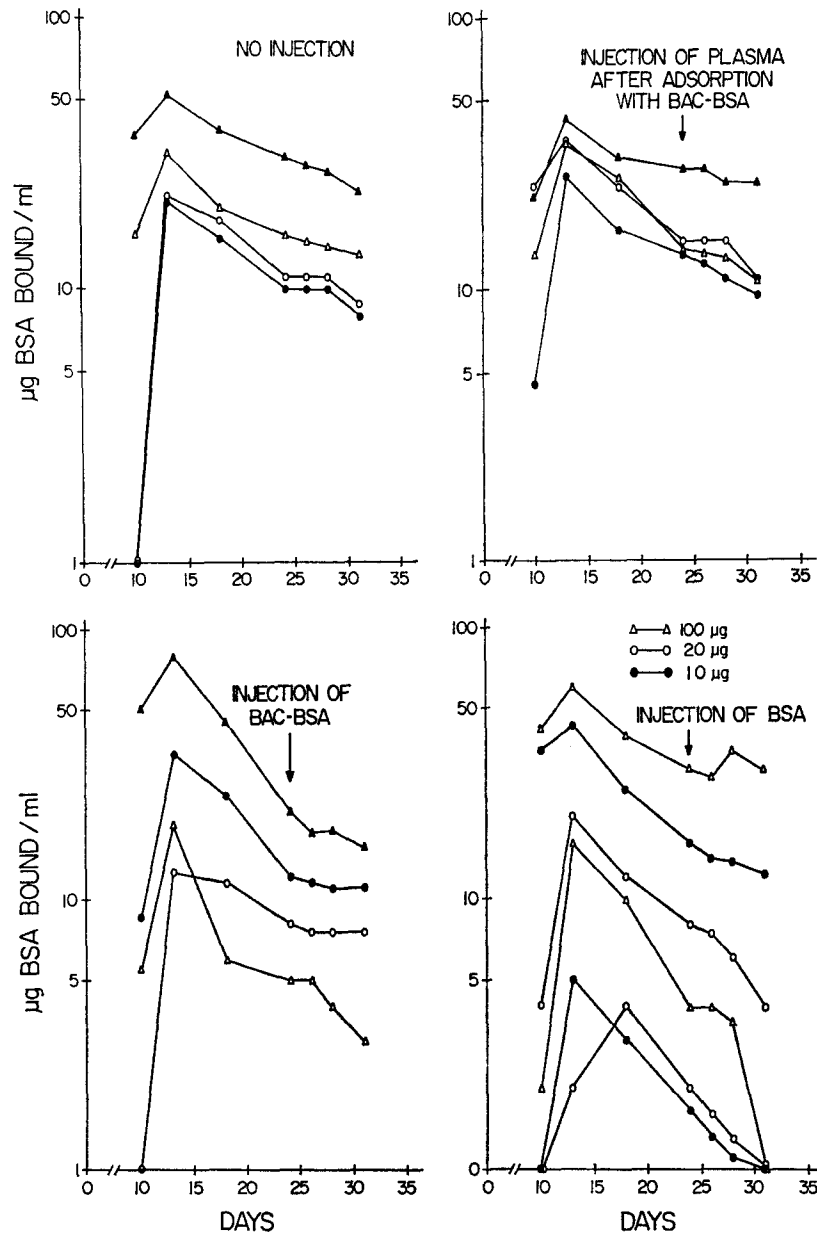 100
50
10
5
1
0
10 15 20 25 30 35
µg BSA BOUND / ml
NO INJECTION
100
50
10
5
1
0
10 15 20 25 30 35
INJECTION OF PLASMA
AFTER ADSORPTION
WITH BAC-BSA
100
50
10
5
1
0
10 15 20 25 30 35
µg BSA BOUND / ml
DAYS
INJECTION OF
BAC-BSA
100
50
10
5
0
0
10 15 20 25 30 35
DAYS
100 µg
20 µg
10 µg
INJECTION OF BSA